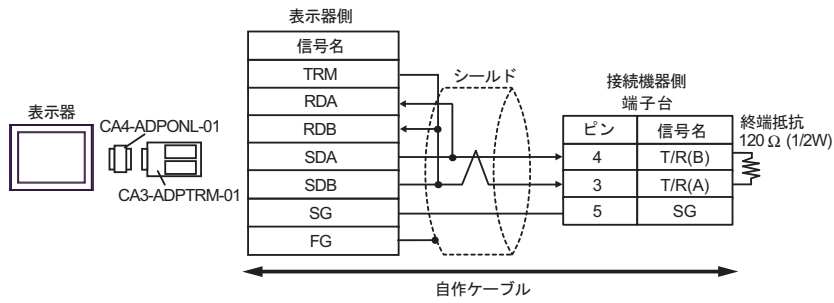 表示器側
信号名
TRM
RDA
RDB
SDA
SDB
SG
FG
シールド
接続機器側
端子台
ピン 信号名
4 T/R(B)
3 T/R(A)
5 SG
終端抵抗
120 Ω (1/2W)
表示器
CA4-ADPONL-01
CA3-ADPTRM-01
自作ケーブル